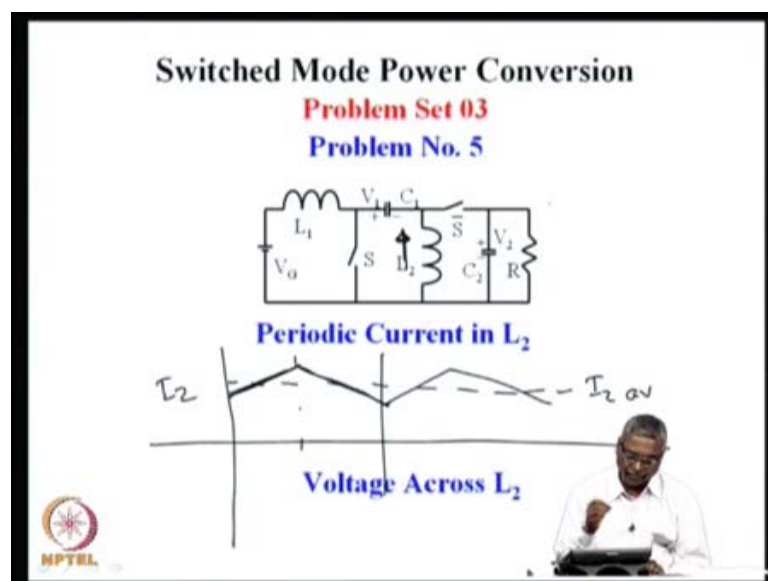 Switched Mode Power Conversion
Problem Set 03
Problem No. 5
V₁ C₁
L₁
S̅
V_G
S
L₂
C₂
V₂
R
+ -
+
Periodic Current in L₂
I₂
I₂ av
Voltage Across L₂
NPTEL